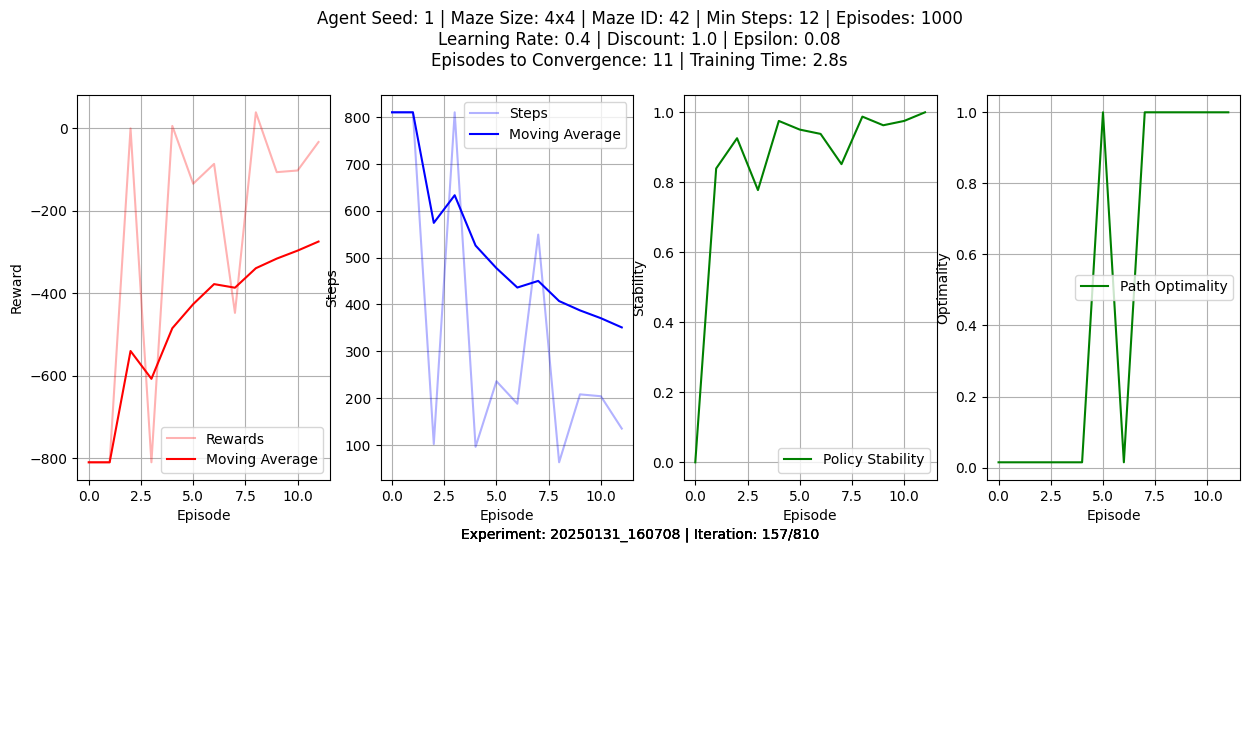 Agent Seed: 1 | Maze Size: 4x4 | Maze ID: 42 | Min Steps: 12 | Episodes: 1000
Learning Rate: 0.4 | Discount: 1.0 | Epsilon: 0.08
Episodes to Convergence: 11 | Training Time: 2.8s
Reward
0
−200
−400
−600
−800
Rewards
Moving Average
0.0 2.5 5.0 7.5 10.0
Episode
Steps
800
700
600
500
400
300
200
100
Steps
Moving Average
0.0 2.5 5.0 7.5 10.0
Episode
Stability
1.0
0.8
0.6
0.4
0.2
0.0
Policy Stability
0.0 2.5 5.0 7.5 10.0
Episode
Optimality
1.0
0.8
0.6
0.4
0.2
0.0
Path Optimality
0.0 2.5 5.0 7.5 10.0
Episode
Experiment: 20250131_160708 | Iteration: 157/810